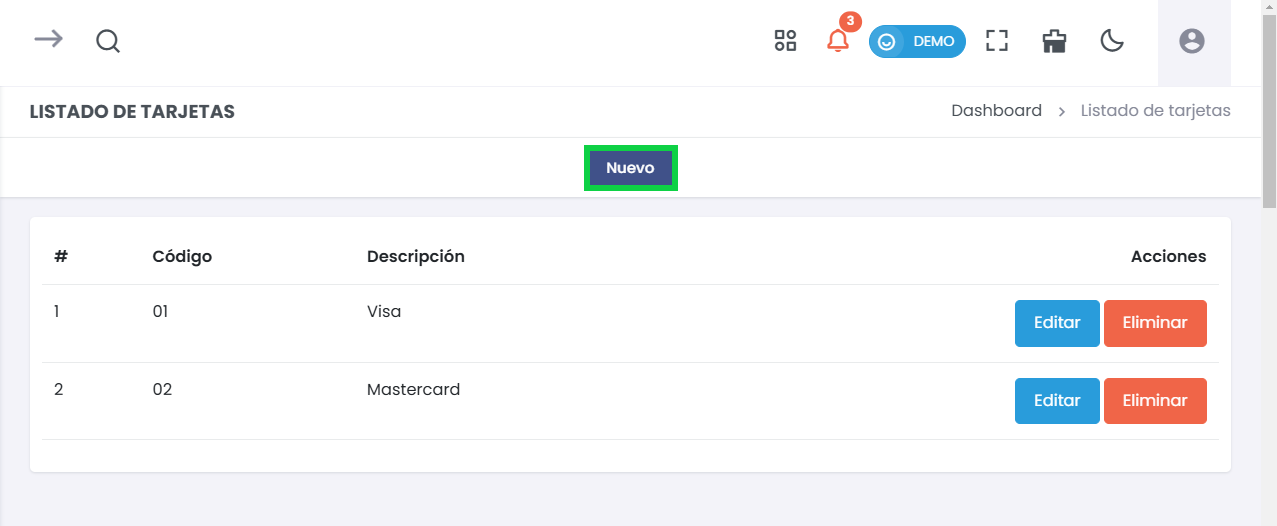 3
DEMO
LISTADO DE TARJETAS
Dashboard > Listado de tarjetas
Nuevo
# Código Descripción Acciones
1 01 Visa Editar Eliminar
2 02 Mastercard Editar Eliminar